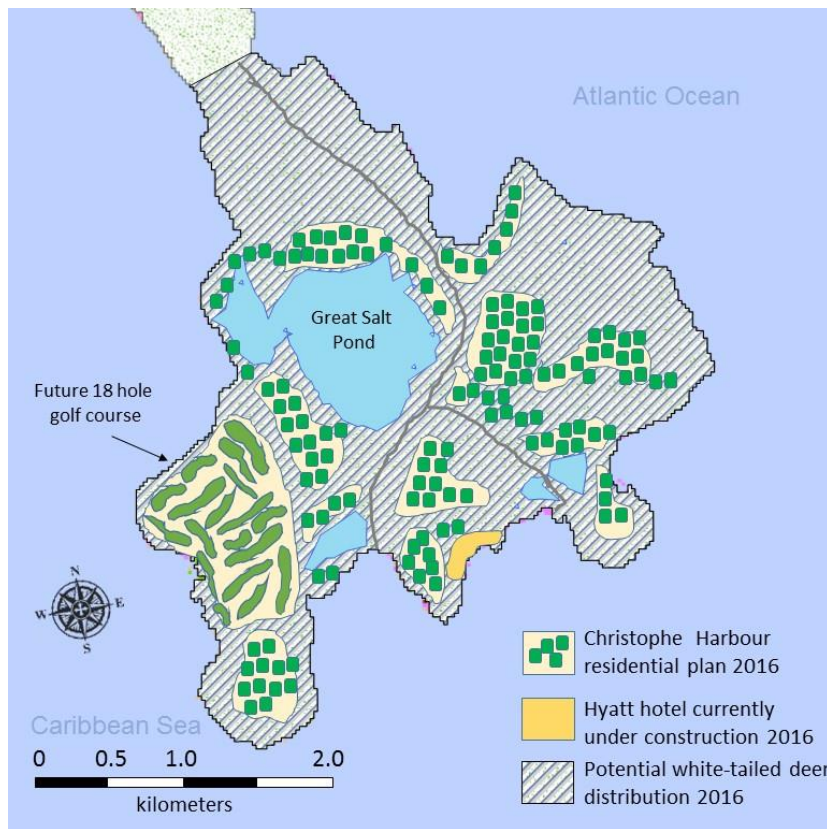 Atlantic Ocean
Great Salt
Pond
Future 18 hole
golf course
N
W
E
S
Christophe Harbour
residential plan 2016
Hyatt hotel currently
under construction 2016
Potential white-tailed deer
distribution 2016
Caribbean Sea
0 0.5 1.0 2.0
kilometers